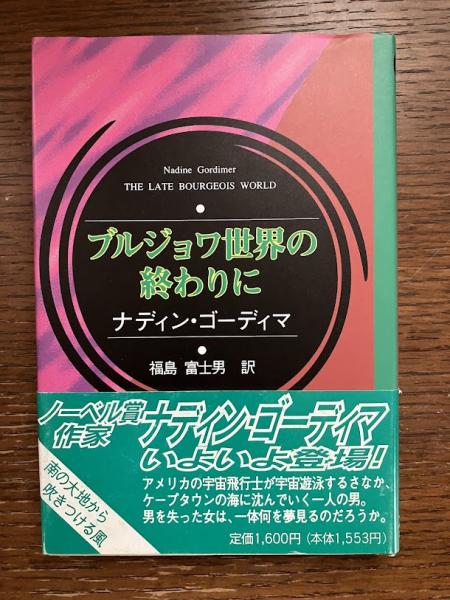 Nadine Gordimer
THE LATE BOURGEOIS WORLD
ブルジョワ世界の
終わりに
ナディン・ゴーディマ
福島 富士男 訳
ノーベル賞
作家
ナディン・ゴーディマ
いよいよ登場!
南の大地から
吹きつける風
アメリカの宇宙飛行士が宇宙遊泳するさなか、
ケープタウンの海に沈んでいく一人の男。
男を失った女は、一体何を夢見るのだろうか。
定価1,600円(本体1,553円)